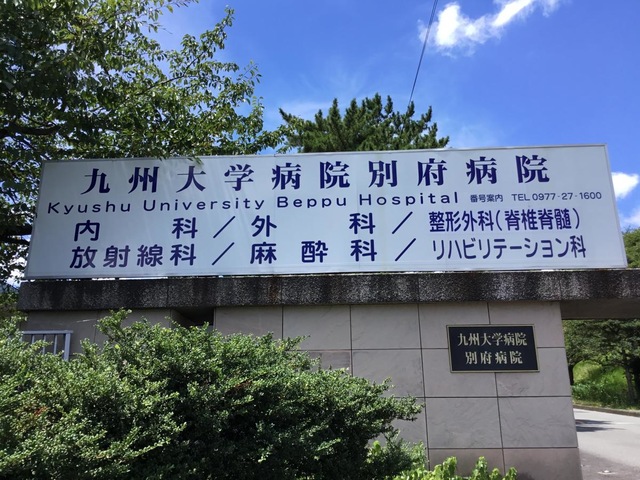 九州大学病院別府病院
Kyushu University Beppu Hospital 番号案内 TEL 0977-27-1600
内科／外科／整形外科(脊椎脊髄)
放射線科／麻酔科／リハビリテーション科
九州大学病院
別府病院